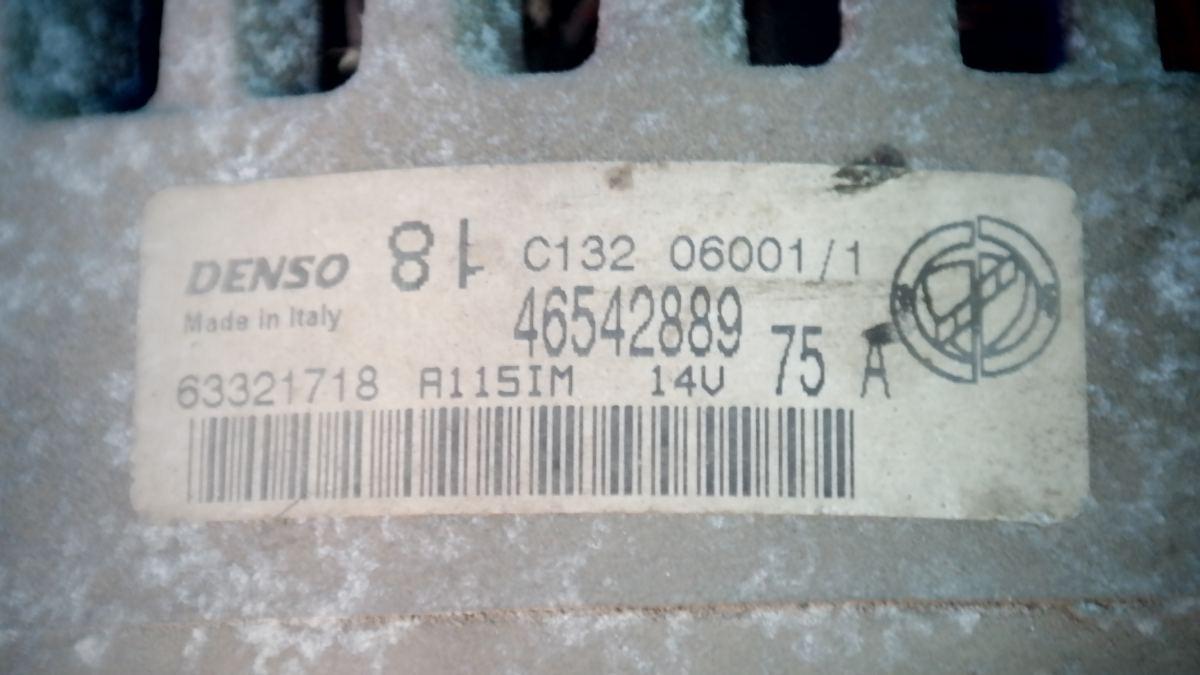 DENSO 81 C132 06001/1
Made in Italy 46542889
63321718 A115IM 14V 75 A